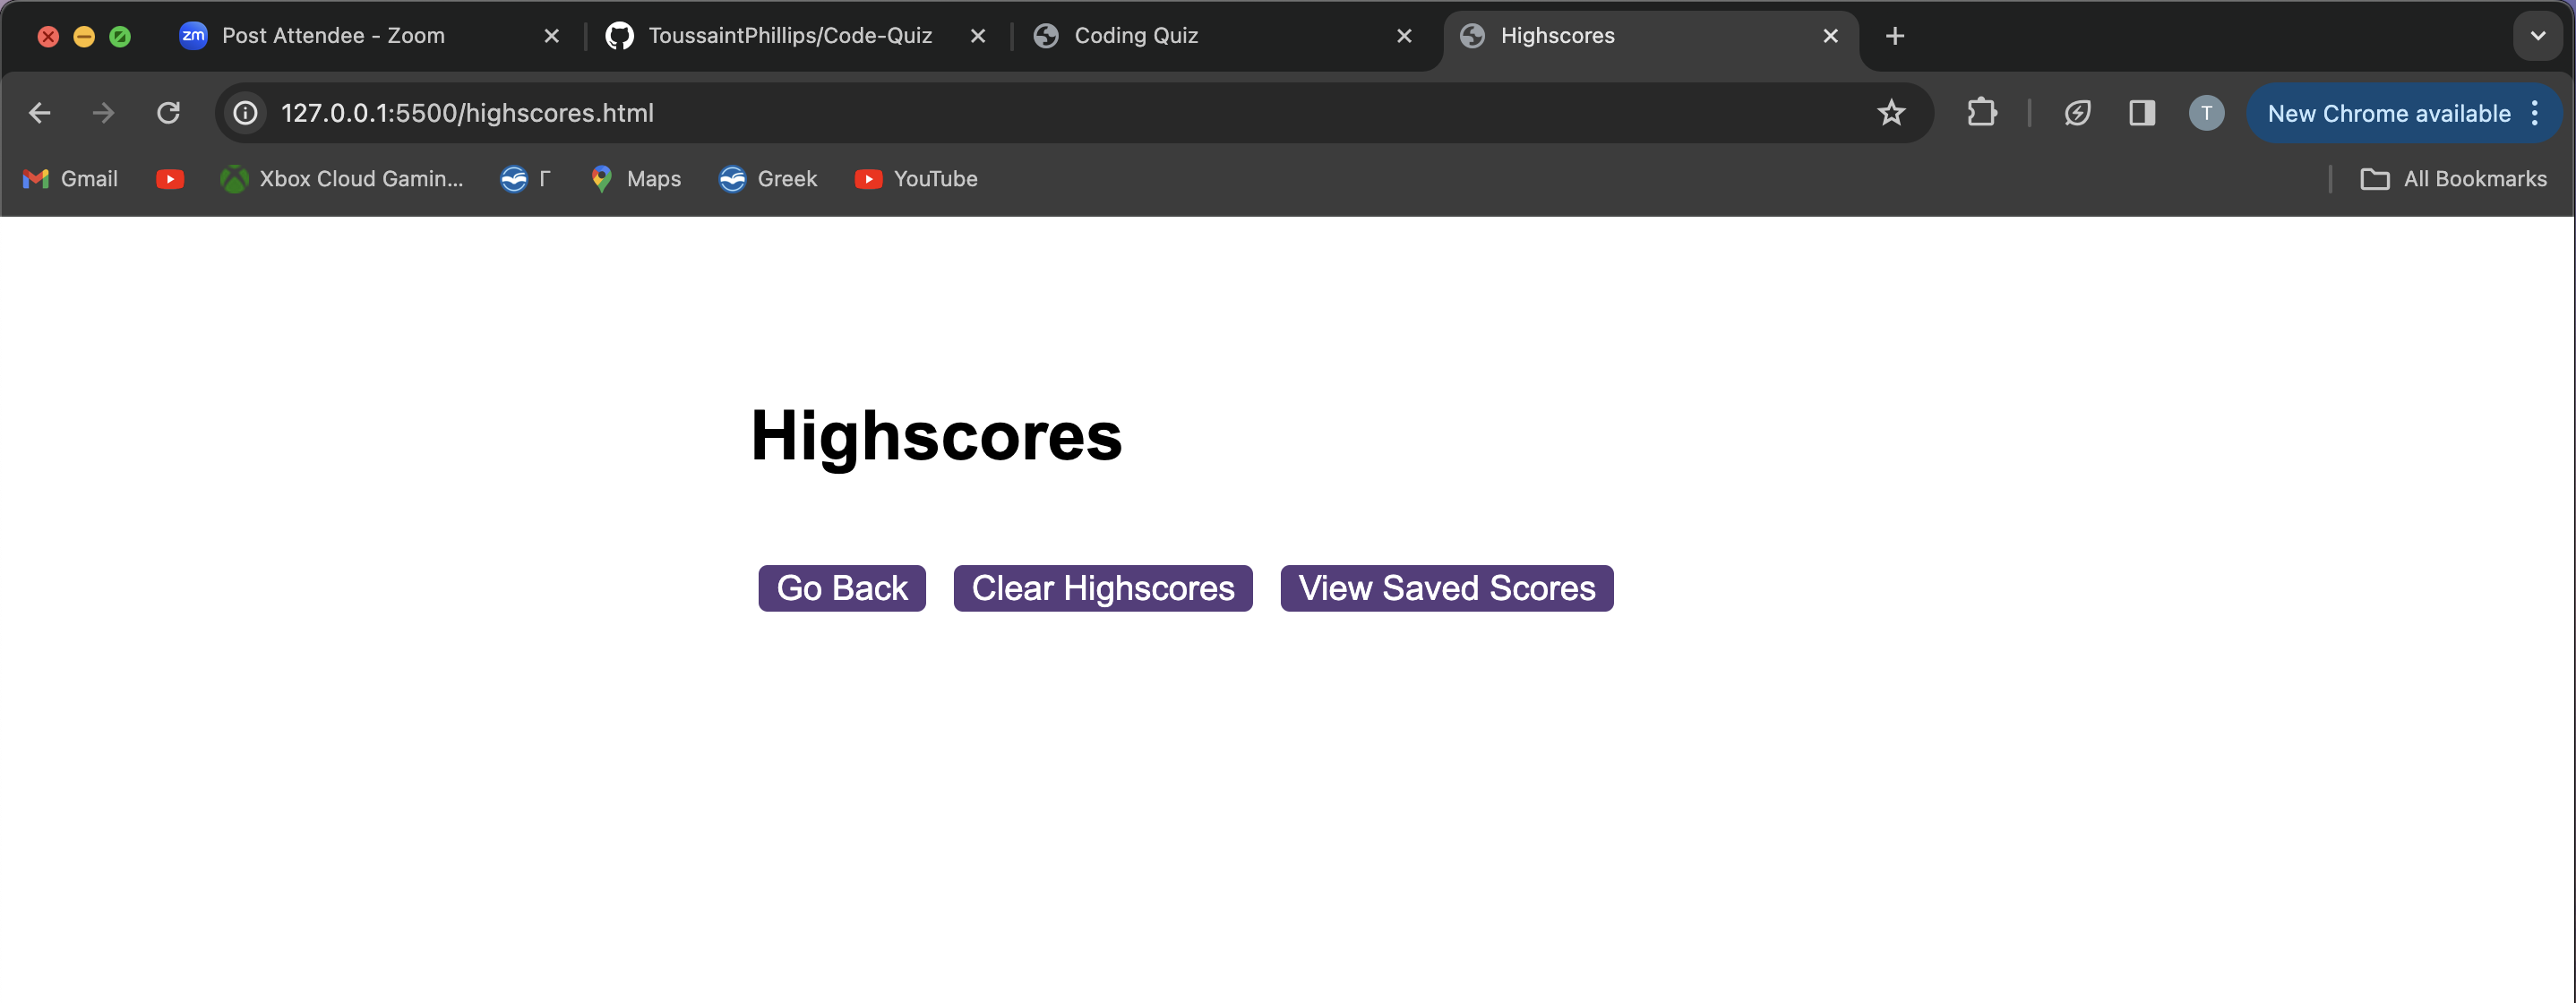 zm Post Attendee - Zoom ToussaintPhillips/Code-Quiz Coding Quiz Highscores
127.0.0.1:5500/highscores.html T New Chrome available
Gmail Xbox Cloud Gamin... Γ Maps Greek YouTube All Bookmarks
Highscores
Go Back Clear Highscores View Saved Scores